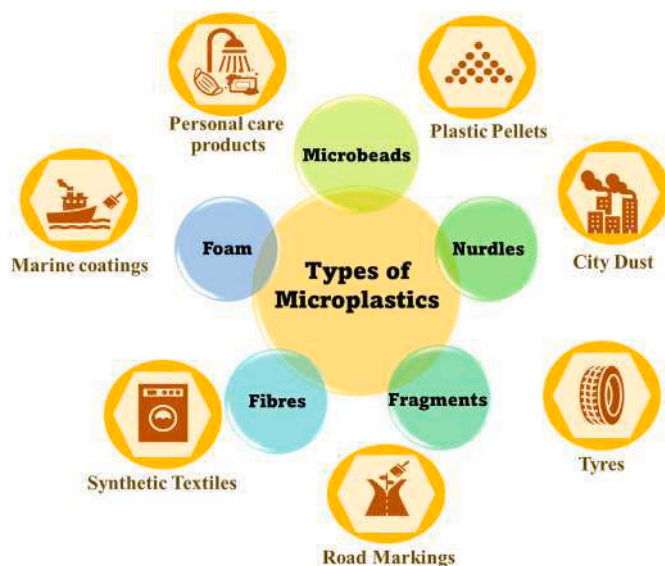 Personal care
products
Plastic Pellets
Microbeads
Marine coatings
Foam
Nurdles
City Dust
Types of
Microplastics
Fibres
Fragments
Synthetic Textiles
Tyres
Road Markings